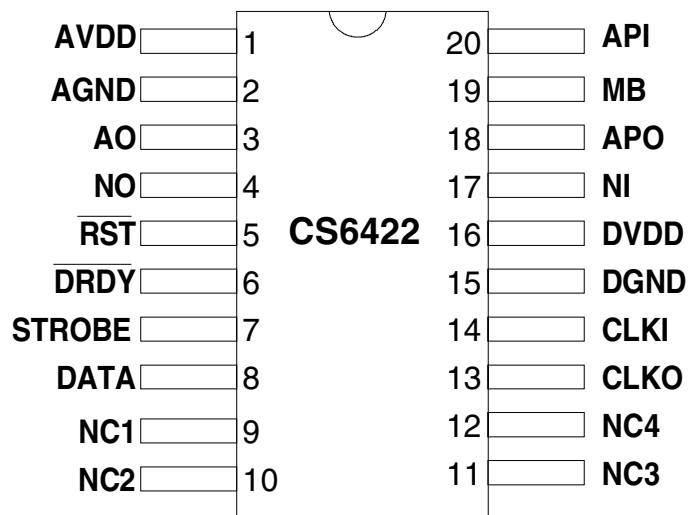 AVDD 1 20 API
AGND 2 19 MB
AO 3 18 APO
NO 4 17 NI
R̅S̅T̅ 5 CS6422 16 DVDD
D̅R̅D̅Y̅ 6 15 DGND
STROBE 7 14 CLKI
DATA 8 13 CLKO
NC1 9 12 NC4
NC2 10 11 NC3